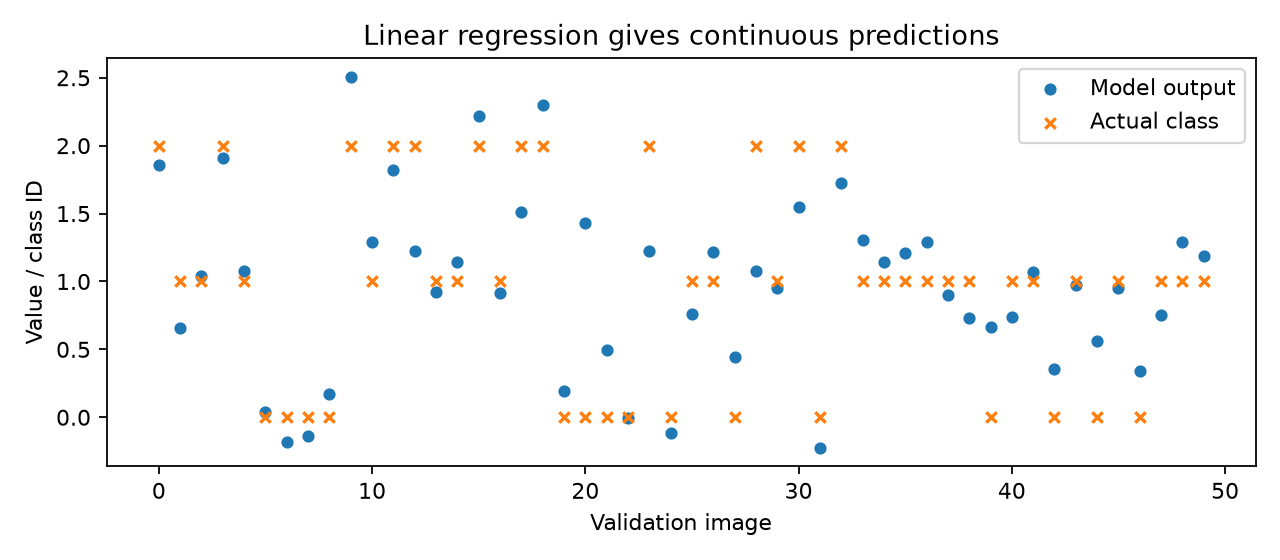 Linear regression gives continuous predictions
Model output
Actual class
Value / class ID
2.5
2.0
1.5
1.0
0.5
0.0
0 10 20 30 40 50
Validation image